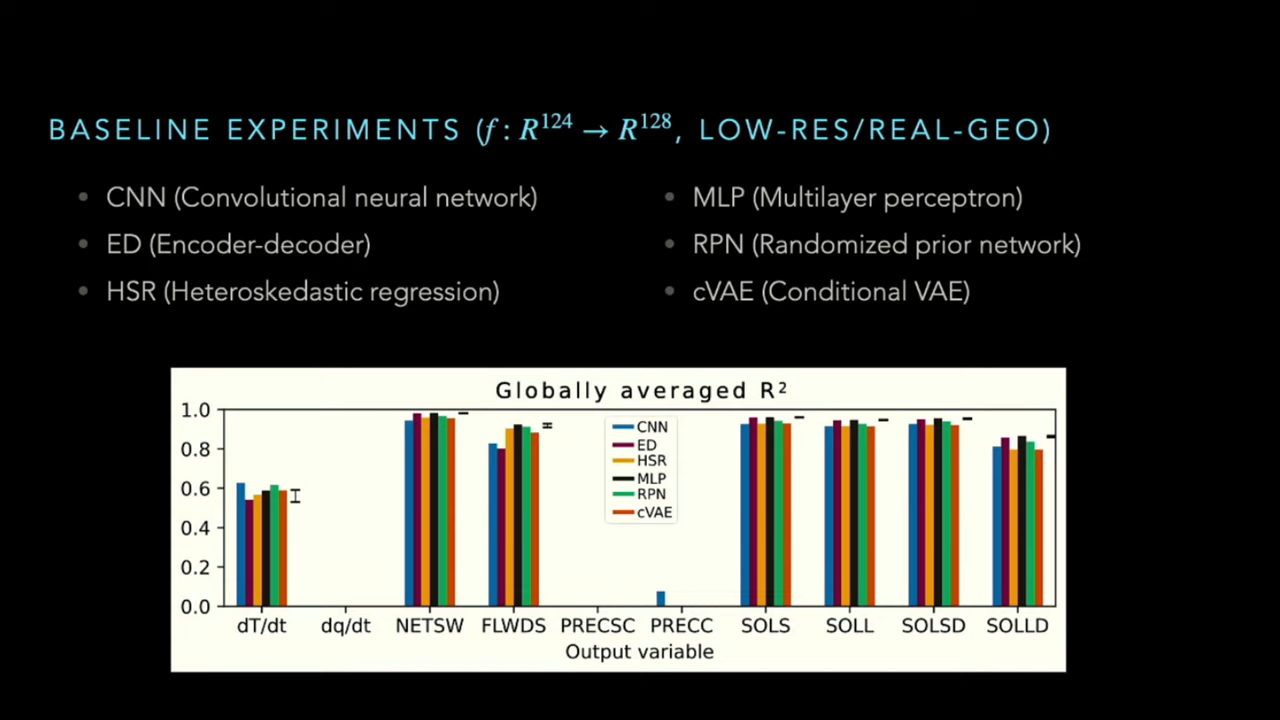 BASELINE EXPERIMENTS (f : R¹²⁴ → R¹²⁸, LOW-RES/REAL-GEO)
• CNN (Convolutional neural network)
• ED (Encoder-decoder)
• HSR (Heteroskedastic regression)
• MLP (Multilayer perceptron)
• RPN (Randomized prior network)
• cVAE (Conditional VAE)
Globally averaged R²
1.0
0.8
0.6
0.4
0.2
0.0
CNN
ED
HSR
MLP
RPN
cVAE
dT/dt dq/dt NETSW FLWDS PRECSC PRECC SOLS SOLL SOLSD SOLLD
Output variable